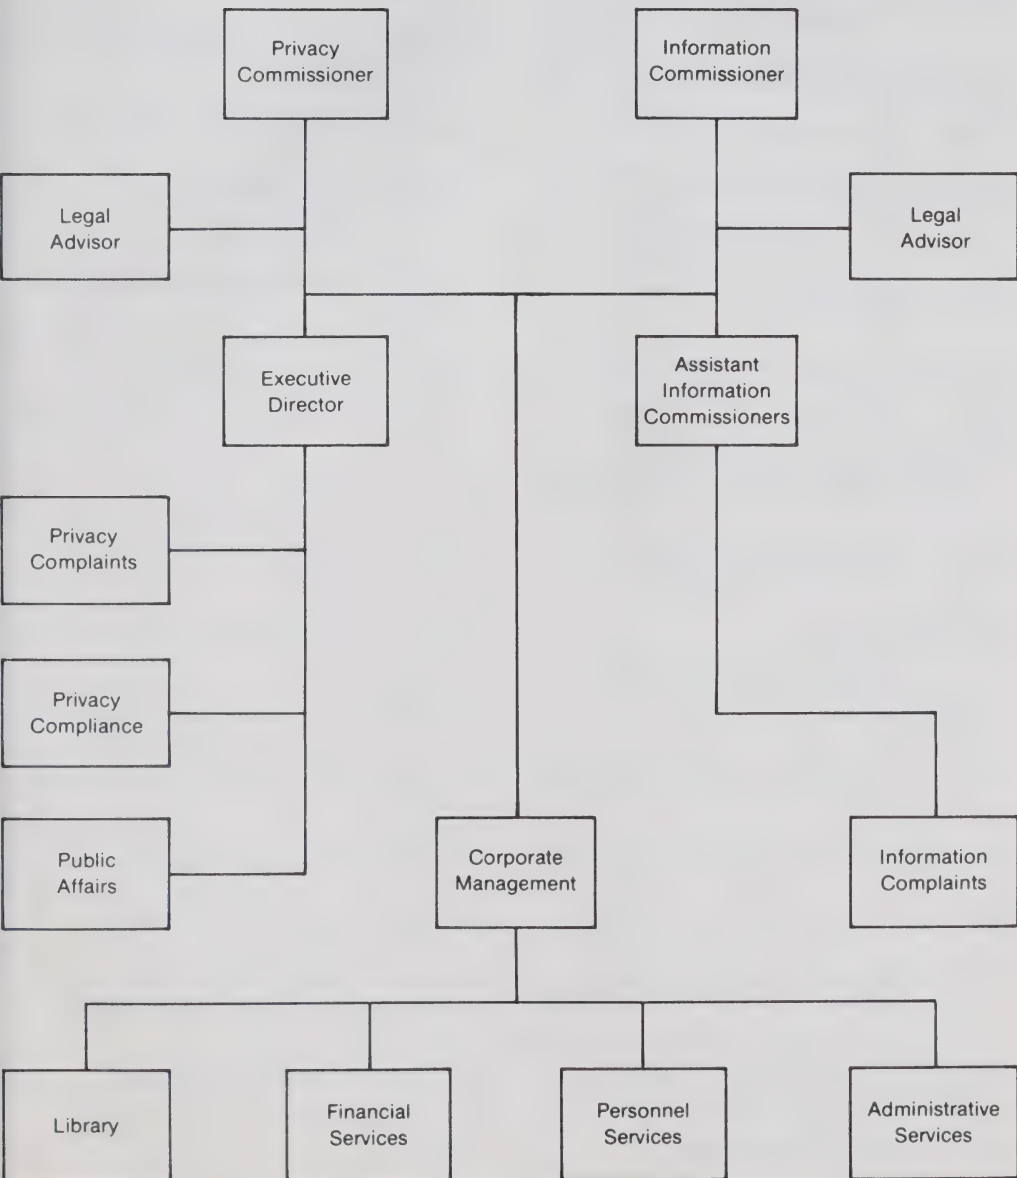 Privacy
Commissioner
Information
Commissioner
Legal
Advisor
Legal
Advisor
Executive
Director
Assistant
Information
Commissioners
Privacy
Complaints
Privacy
Compliance
Public
Affairs
Corporate
Management
Information
Complaints
Library
Financial
Services
Personnel
Services
Administrative
Services